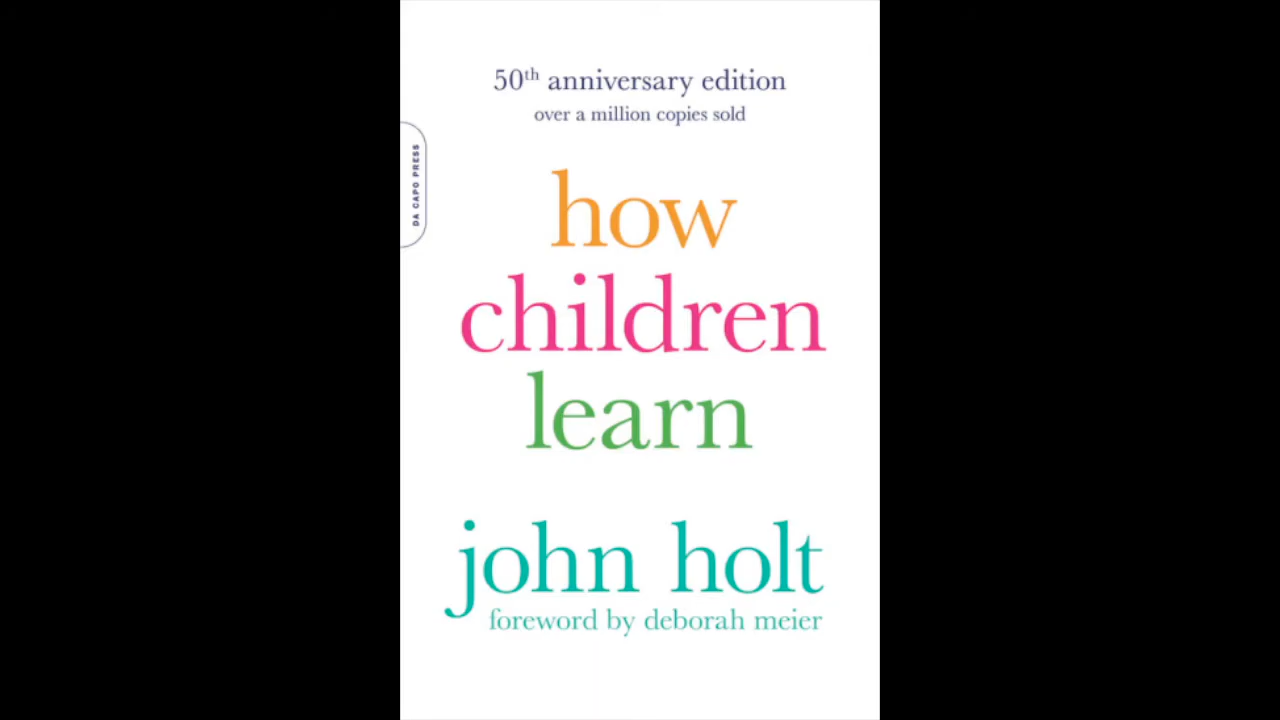 50th anniversary edition
over a million copies sold
DA CAPO PRESS
how
children
learn
john holt
foreword by deborah meier